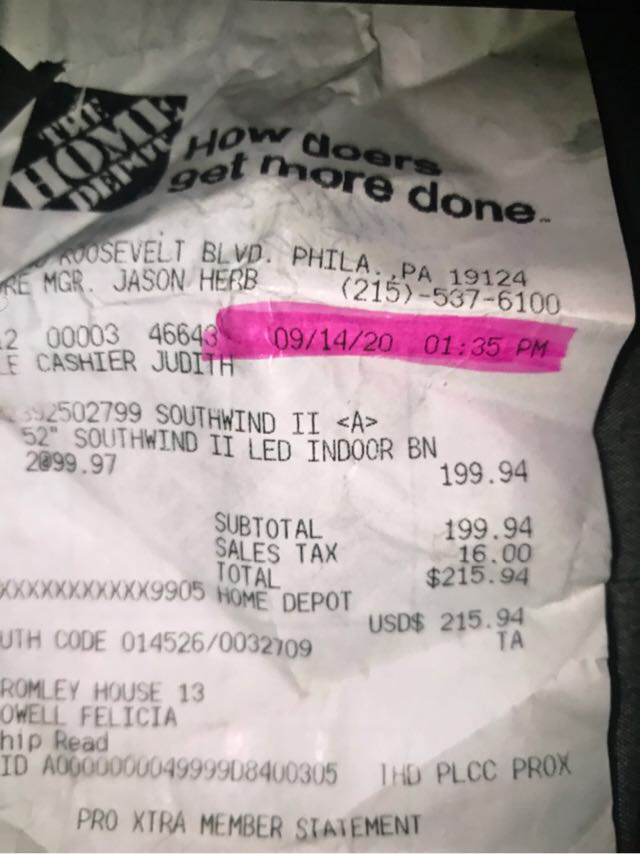 THE
HOME
DEPOT
How doers
get more done.
ROOSEVELT BLVD. PHILA., PA 19124
RE MGR. JASON HERB (215)-537-6100
2 00003 46643 09/14/20 01:35 PM
LE CASHIER JUDITH
392502799 SOUTHWIND II <A>
52" SOUTHWIND II LED INDOOR BN
2@99.97 199.94
SUBTOTAL 199.94
SALES TAX 16.00
TOTAL $215.94
XXXXXXXXXXXX9905 HOME DEPOT
USD$ 215.94
UTH CODE 014526/0032709 TA
ROMLEY HOUSE 13
OWELL FELICIA
hip Read
ID A0000000049999D8400305 THD PLCC PROX
PRO XTRA MEMBER STATEMENT